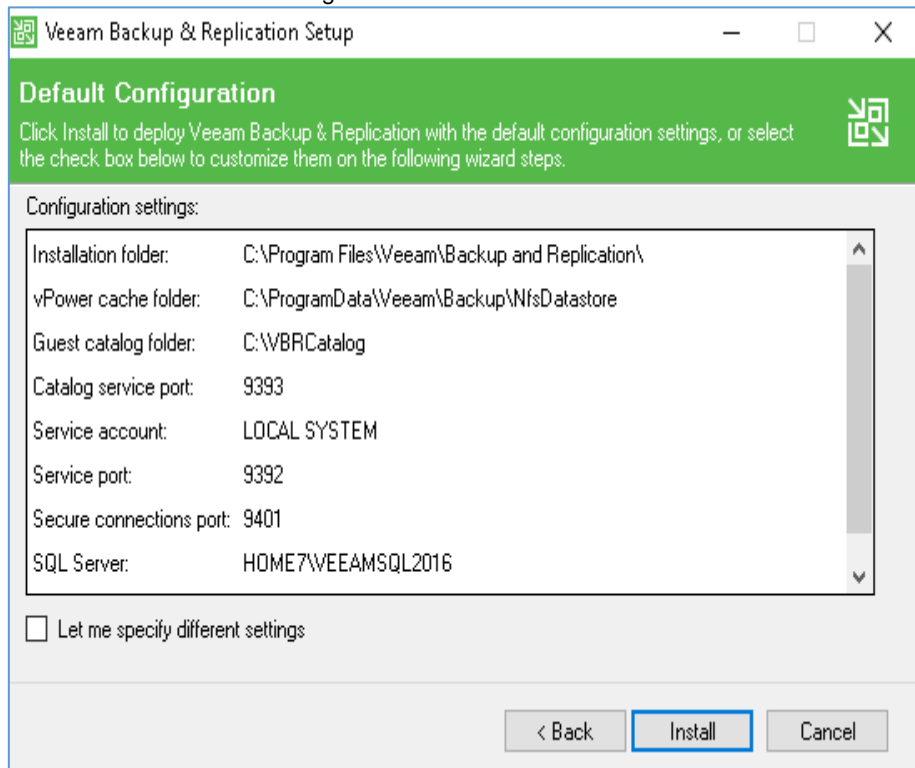 Veeam Backup & Replication Setup
Default Configuration
Click Install to deploy Veeam Backup & Replication with the default configuration settings, or select
the check box below to customize them on the following wizard steps.
Configuration settings:
Installation folder: C:\Program Files\Veeam\Backup and Replication\
vPower cache folder: C:\ProgramData\Veeam\Backup\NfsDatastore
Guest catalog folder: C:\VBRCatalog
Catalog service port: 9393
Service account: LOCAL SYSTEM
Service port: 9392
Secure connections port: 9401
SQL Server: HOME7\VEEAMSQL2016
Let me specify different settings
< Back Install Cancel